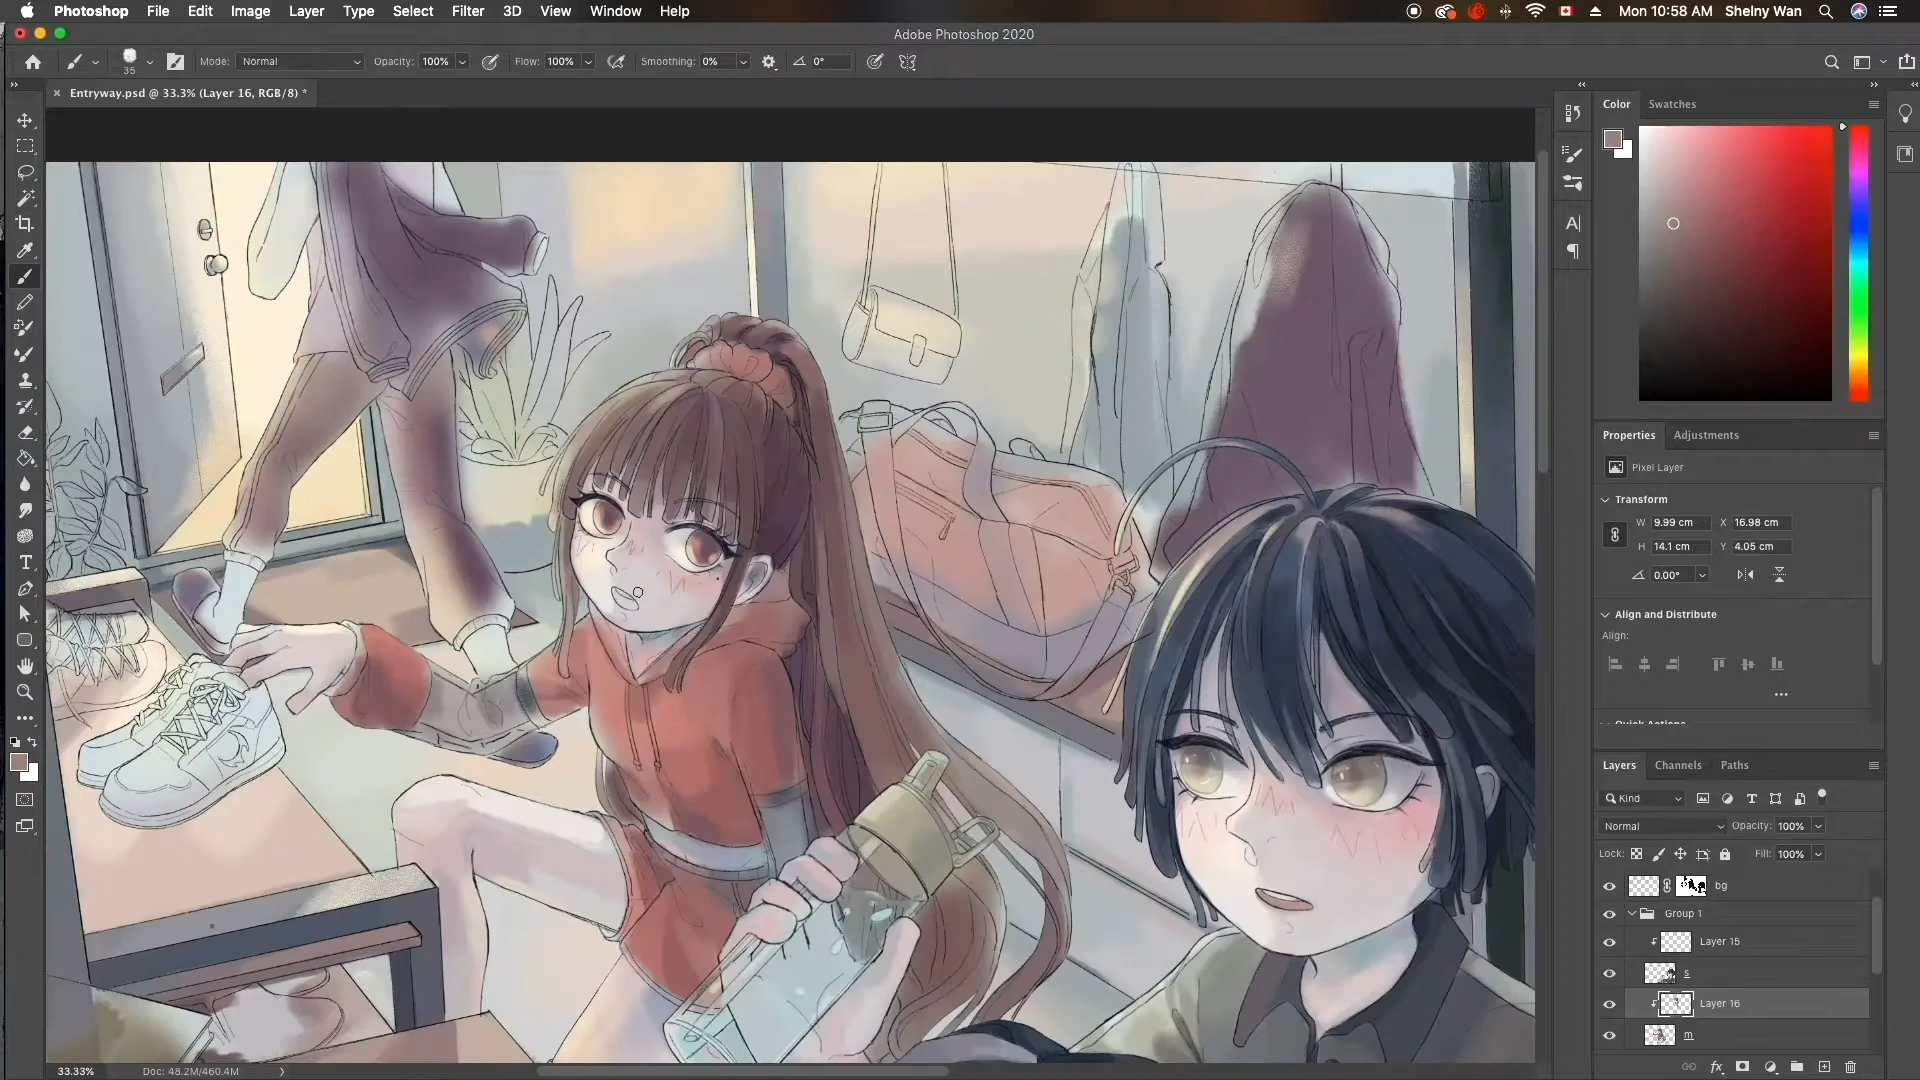 Photoshop File Edit Image Layer Type Select Filter 3D View Window Help Mon 10:58 AM Shelny Wan
Adobe Photoshop 2020
35 Mode: Normal Opacity: 100% Flow: 100% Smoothing: 0% 0°
Entryway.psd @ 33.3% (Layer 16, RGB/8) *
Color Swatches
Properties Adjustments
Pixel Layer
Transform
W 9.99 cm X 16.98 cm
H 14.1 cm Y 4.05 cm
0.00°
Align and Distribute
Align:
Quick Actions
Layers Channels Paths
Kind
Normal Opacity: 100%
Lock: Fill: 100%
bg
Group 1
Layer 15
s
Layer 16
m
33.33% Doc: 48.2M/460.4M